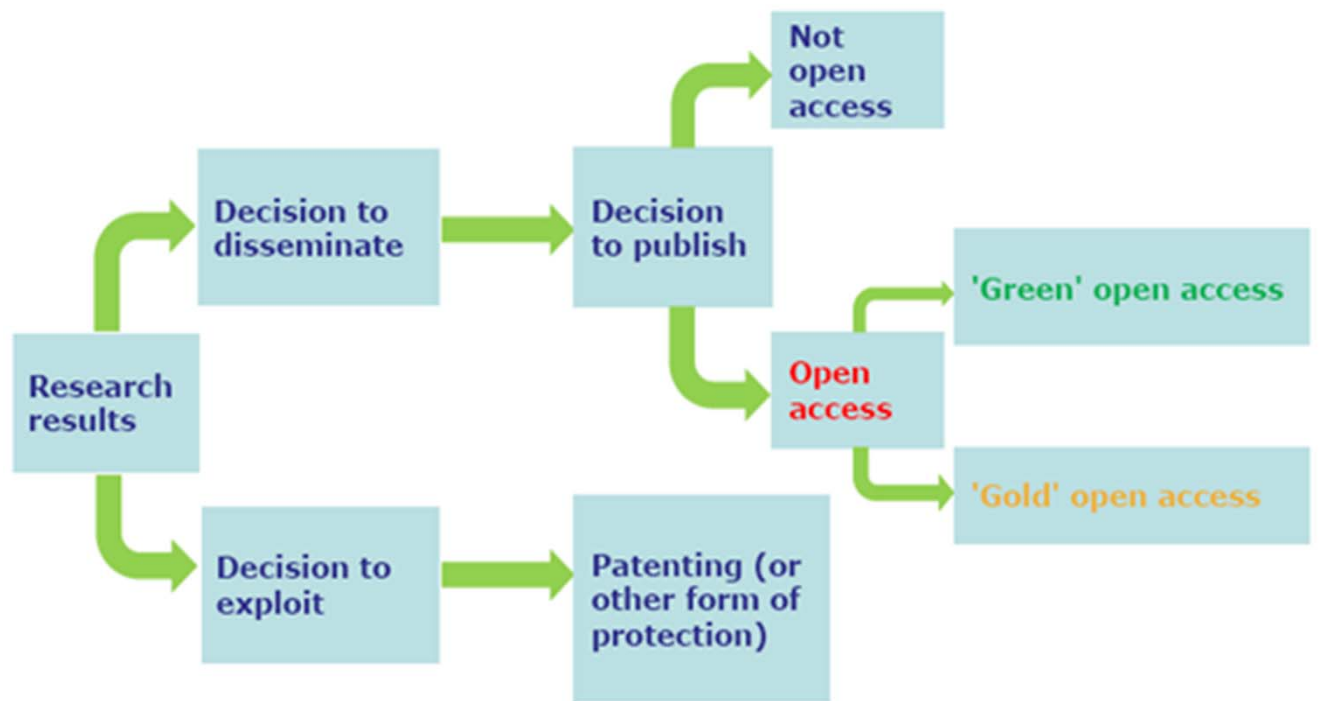 Not
open
access
Decision to
disseminate
Decision
to publish
'Green' open access
Research
results
Open
access
'Gold' open access
Decision to
exploit
Patenting (or
other form of
protection)